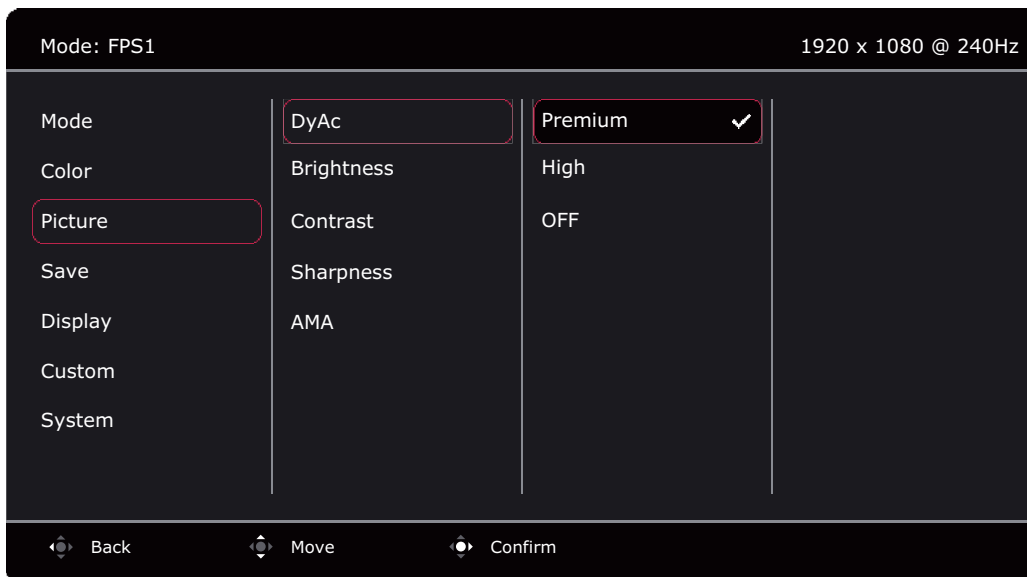 Mode: FPS1
1920 x 1080 @ 240Hz
Mode
Color
Picture
Save
Display
Custom
System
DyAc
Brightness
Contrast
Sharpness
AMA
Premium
High
OFF
Back
Move
Confirm